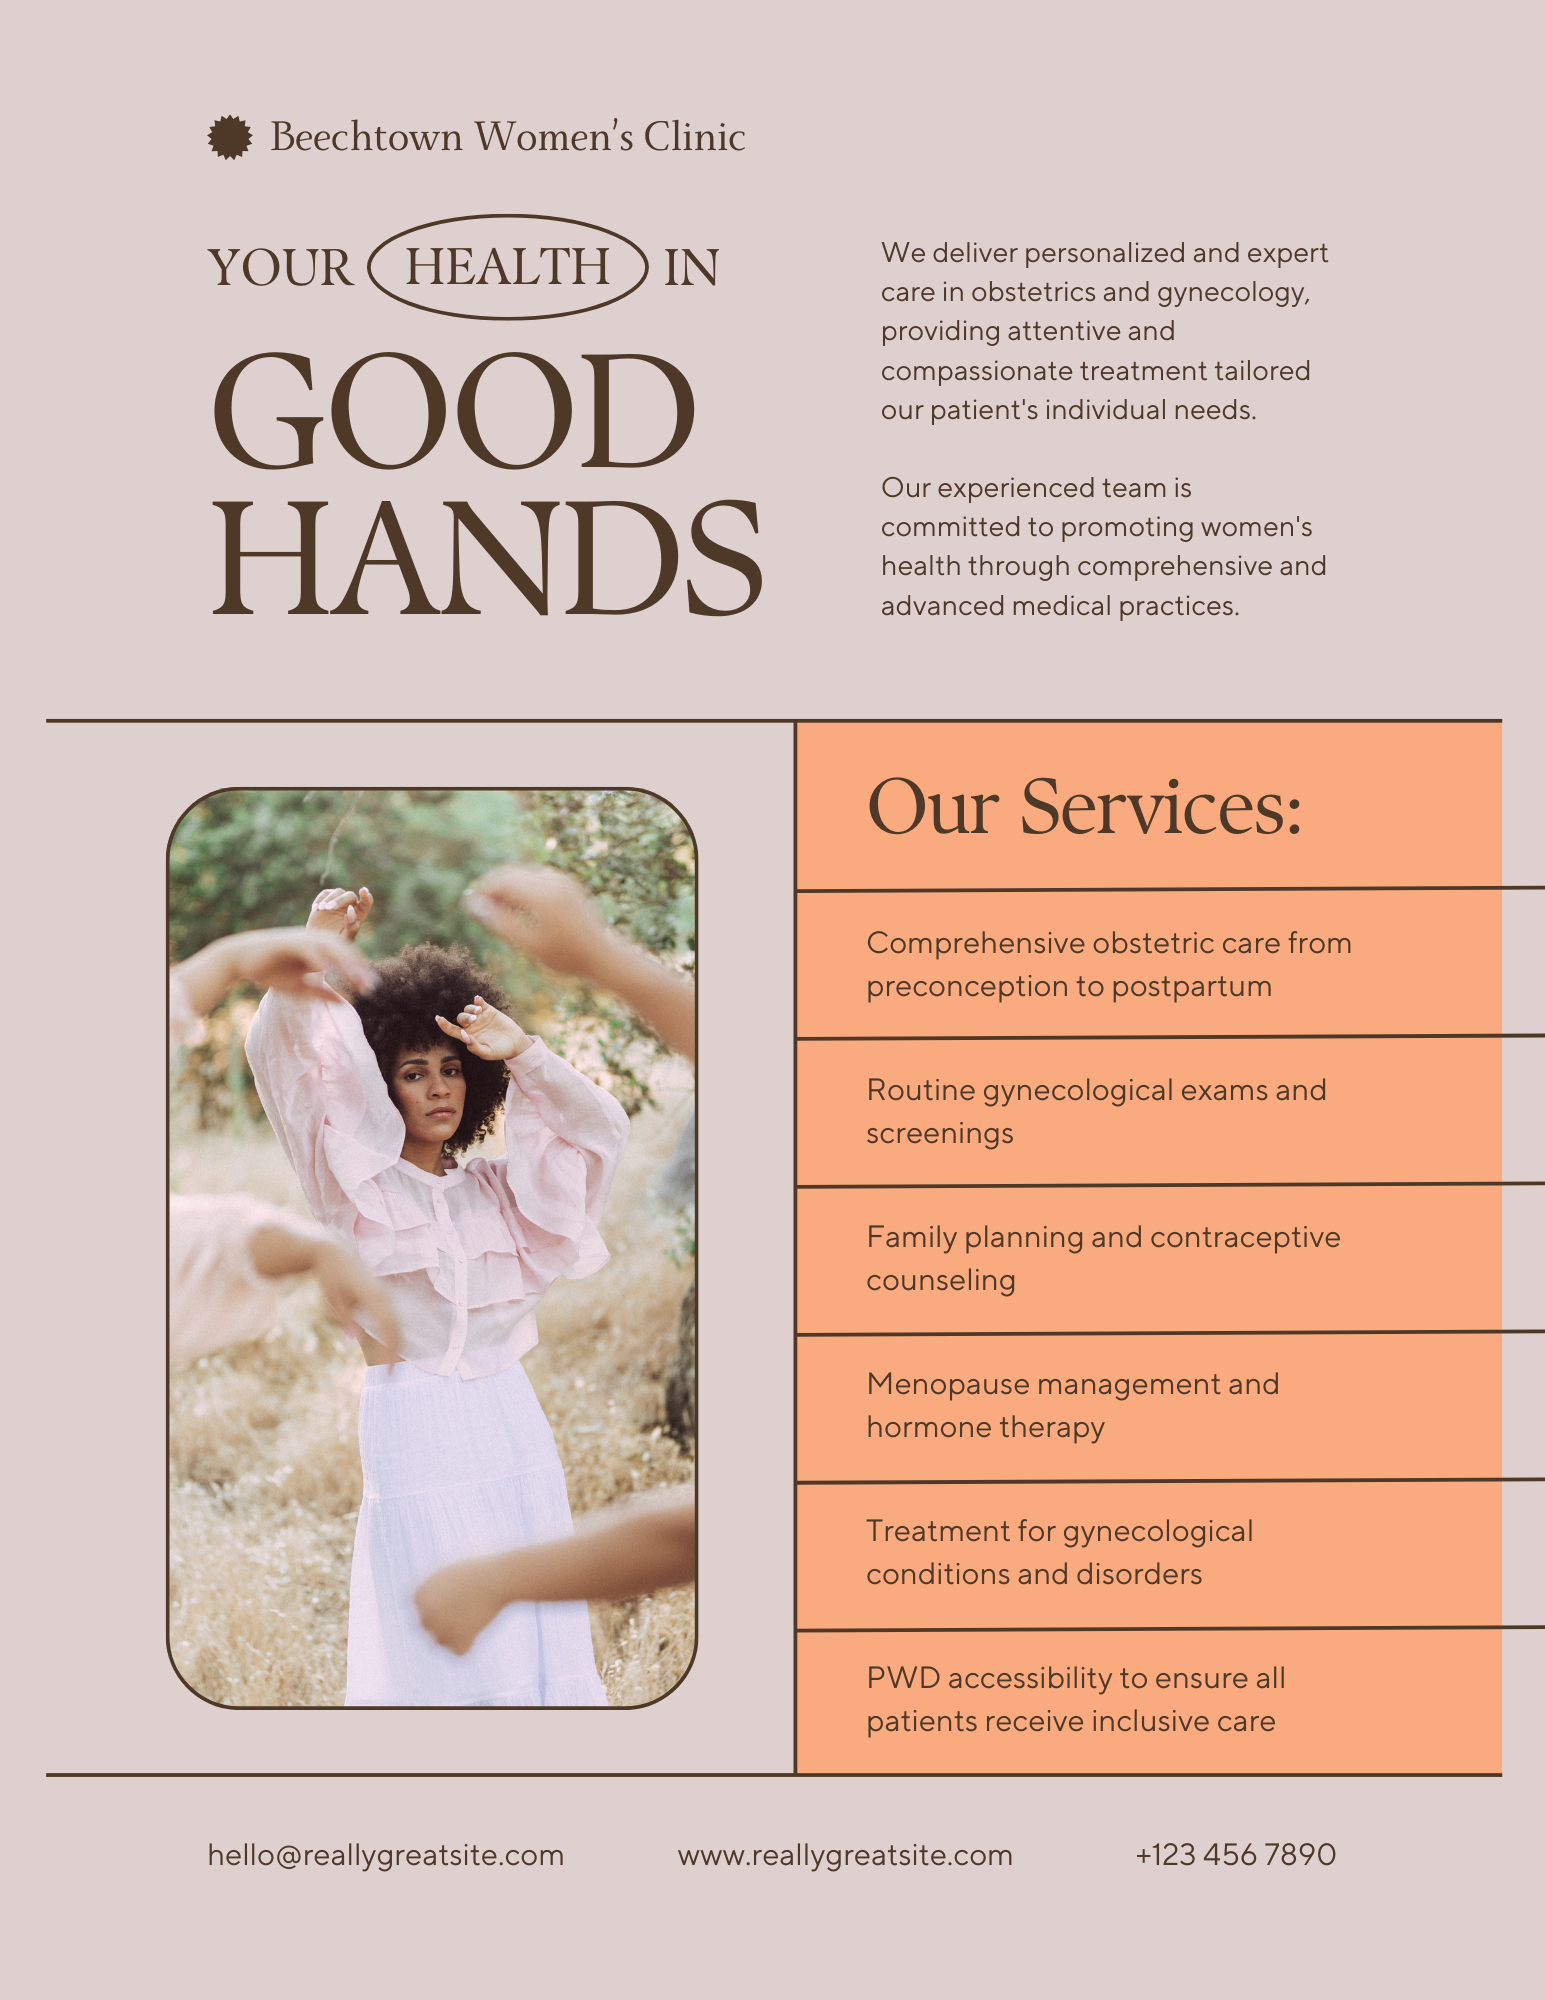 Beechtown Women’s Clinic
YOUR HEALTH IN
GOOD
HANDS
We deliver personalized and expert
care in obstetrics and gynecology,
providing attentive and
compassionate treatment tailored
our patient's individual needs.
Our experienced team is
committed to promoting women's
health through comprehensive and
advanced medical practices.
Our Services:
Comprehensive obstetric care from
preconception to postpartum
Routine gynecological exams and
screenings
Family planning and contraceptive
counseling
Menopause management and
hormone therapy
Treatment for gynecological
conditions and disorders
PWD accessibility to ensure all
patients receive inclusive care
hello@reallygreatsite.com
www.reallygreatsite.com
+123 456 7890